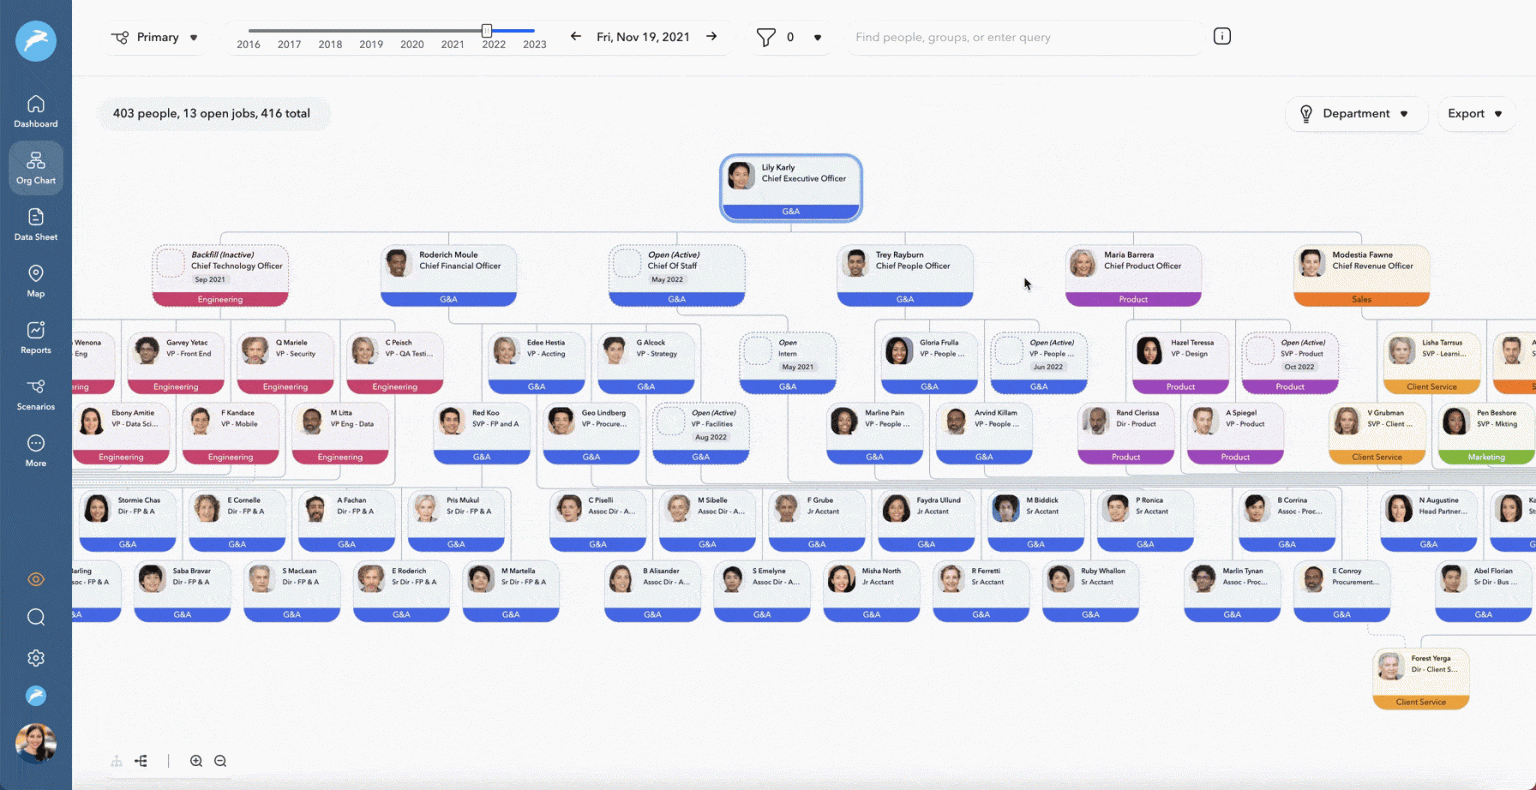 Primary
2016 2017 2018 2019 2020 2021 2022 2023
Fri, Nov 19, 2021
0
Find people, groups, or enter query
Dashboard
Org Chart
Data Sheet
Map
Reports
Scenarios
More
403 people, 13 open jobs, 416 total
Department
Export
Lily Karly
Chief Executive Officer
G&A
Backfill (Inactive)
Chief Technology Officer
Sep 2021
Engineering
Roderich Moule
Chief Financial Officer
G&A
Open (Active)
Chief Of Staff
May 2022
G&A
Trey Rayburn
Chief People Officer
G&A
Maria Barrera
Chief Product Officer
Product
Modestia Fawne
Chief Revenue Officer
Sales
Wenona
- Eng
ering
Garvey Yetac
VP - Front End
Engineering
Q Mariele
VP - Security
Engineering
C Peisch
VP - QA Testi...
Engineering
Edee Hestia
VP - Accting
G&A
G Alcock
VP - Strategy
G&A
Open
Intern
May 2021
G&A
Gloria Frulla
VP - People ...
G&A
Open (Active)
VP - People ...
Jun 2022
G&A
Hazel Teressa
VP - Design
Product
Open (Active)
SVP - Product
Oct 2022
Product
Lisha Tarrsus
SVP - Learni...
Client Service
Ebony Amitie
VP - Data Sci...
Engineering
F Kandace
VP - Mobile
Engineering
M Litta
VP Eng - Data
Engineering
Red Koo
SVP - FP and A
G&A
Geo Lindberg
VP - Procure...
G&A
Open (Active)
VP - Facilities
Aug 2022
G&A
Marline Pain
VP - People ...
G&A
Arvind Killam
VP - People ...
G&A
Rand Clerissa
Dir - Product
Product
A Spiegel
VP - Product
Product
V Grubman
SVP - Client ...
Client Service
Pen Beshore
SVP - Mkting
Marketing
Stormie Chas
Dir - FP & A
G&A
E Cornelle
Dir - FP & A
G&A
A Fachan
Dir - FP & A
G&A
Pris Mukul
Sr Dir - FP & A
G&A
C Piselli
Assoc Dir - A...
G&A
M Sibelle
Assoc Dir - A...
G&A
F Grube
Jr Acctant
G&A
Faydra Ullund
Jr Acctant
G&A
M Biddick
Sr Acctant
G&A
P Ronica
Sr Acctant
G&A
B Corrina
Assoc - Proc...
G&A
N Augustine
Head Partner...
G&A
Ka
St
G
arling
soc - FP & A
&A
Saba Bravar
Dir - FP & A
G&A
S MacLean
Dir - FP & A
G&A
E Roderich
Sr Dir - FP & A
G&A
M Martella
Sr Dir - FP & A
G&A
B Alisander
Assoc Dir - A...
G&A
S Emelyne
Assoc Dir - A...
G&A
Misha North
Jr Acctant
G&A
R Ferretti
Sr Acctant
G&A
Ruby Whallon
Sr Acctant
G&A
Marlin Tynan
Assoc - Proc...
G&A
E Conroy
Procurement...
G&A
Abel Florian
Sr Dir - Bus ...
G&A
Forest Yerga
Dir - Client S...
Client Service